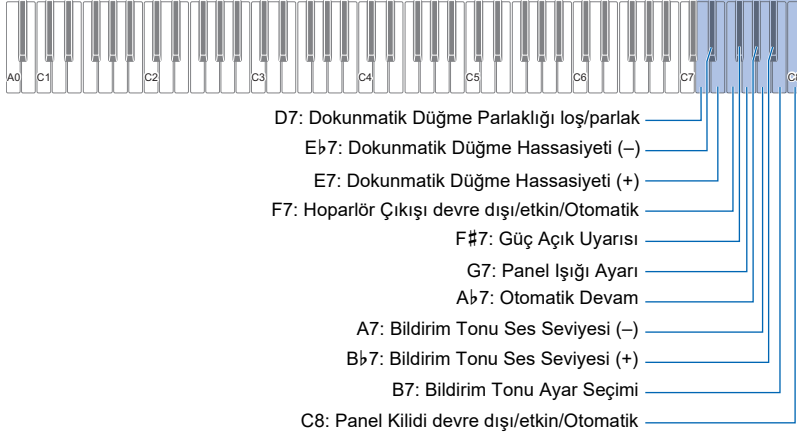 A0 C1 C2 C3 C4 C5 C6 C7 C8
D7: Dokunmatik Düğme Parlaklığı loş/parlak
E♭7: Dokunmatik Düğme Hassasiyeti (–)
E7: Dokunmatik Düğme Hassasiyeti (+)
F7: Hoparlör Çıkışı devre dışı/etkin/Otomatik
F♯7: Güç Açık Uyarısı
G7: Panel Işığı Ayarı
A♭7: Otomatik Devam
A7: Bildirim Tonu Ses Seviyesi (–)
B♭7: Bildirim Tonu Ses Seviyesi (+)
B7: Bildirim Tonu Ayar Seçimi
C8: Panel Kilidi devre dışı/etkin/Otomatik